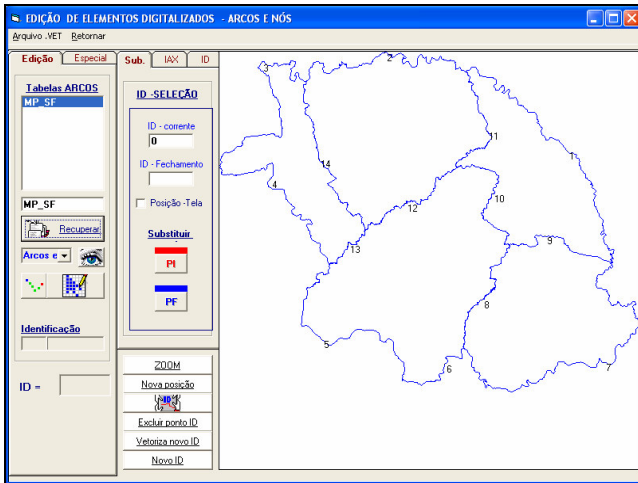 EDIÇÃO DE ELEMENTOS DIGITALIZADOS - ARCOS E NÓS
Arquivo .VET Retornar
Edição Especial
Tabelas ARCOS
MP_SF
MP_SF
Recuperar
Arcos e
Identificação
ID =
Sub. IAX ID
ID -SELEÇÃO
ID - corrente
0
ID - Fechamento
Posição -Tela
Substituir
PI
PF
ZOOM
Nova posição
ID
Excluir ponto ID
Vetoriza novo ID
Novo ID
2
3
1
11
14
4
10
12
9
13
8
5
6
7